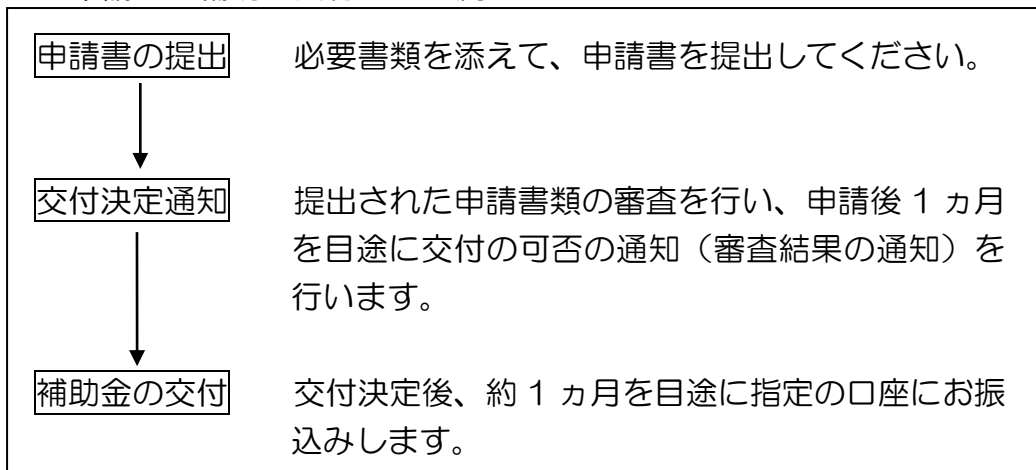 申請書の提出 必要書類を添えて、申請書を提出してください。
交付決定通知 提出された申請書類の審査を行い、申請後 1 ヵ月
を目途に交付の可否の通知（審査結果の通知）を
行います。
補助金の交付 交付決定後、約 1 ヵ月を目途に指定の口座にお振
込みします。